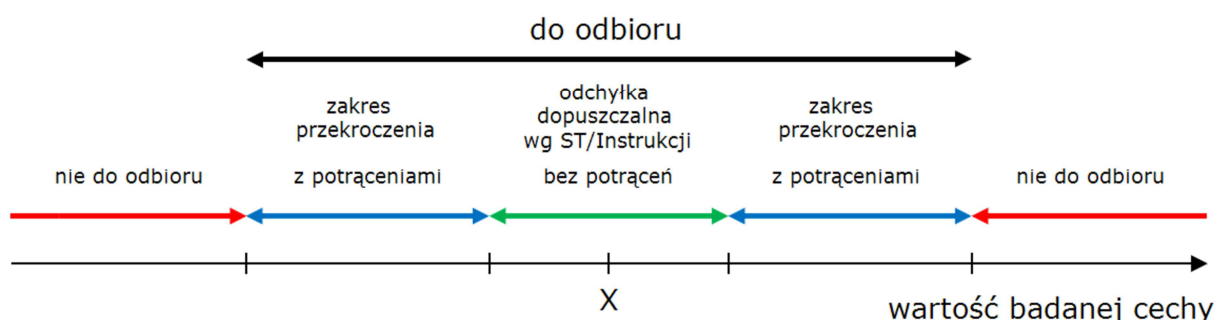 do odbioru
zakres
przekroczenia
odchyłka
dopuszczalna
wg ST/Instrukcji
zakres
przekroczenia
nie do odbioru
z potrąceniami
bez potrąceń
z potrąceniami
nie do odbioru
X
wartość badanej cechy